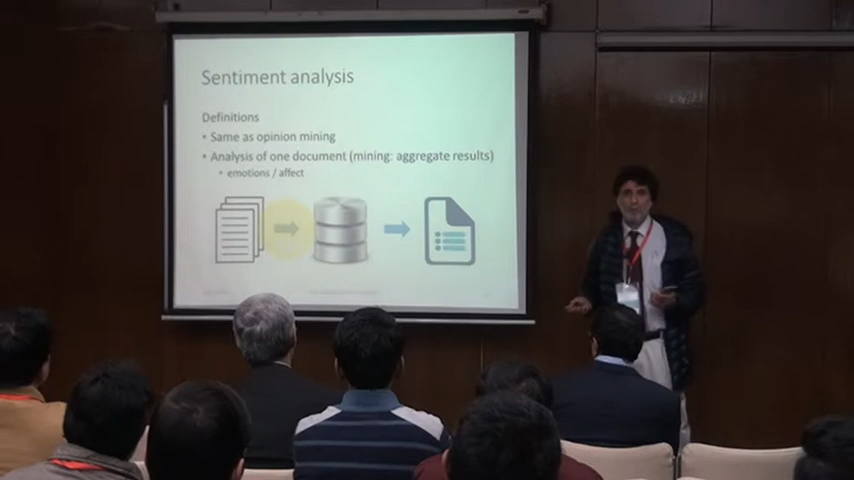 Sentiment analysis
Definitions
• Same as opinion mining
• Analysis of one document (mining: aggregate results)
• emotions / affect